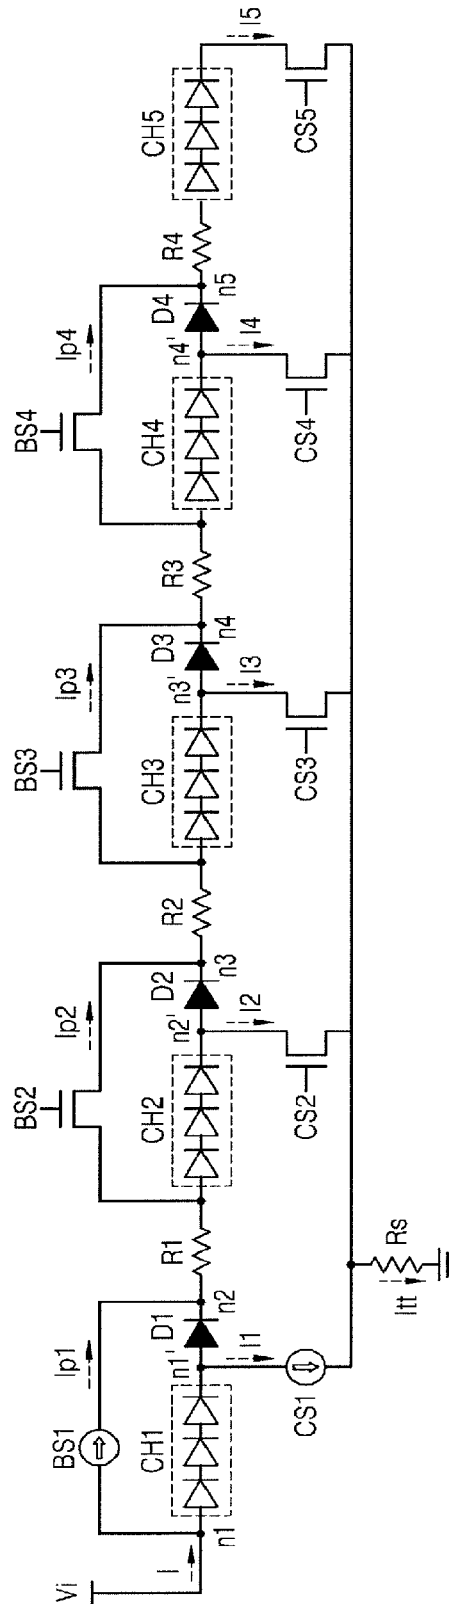 Vi
I
n1
BS1
Ip1
CH1
n1'
D1
n2
I1
CS1
R1
BS2
Ip2
CH2
n2'
D2
n3
I2
CS2
Rs
Itt
R2
BS3
Ip3
CH3
n3'
D3
n4
I3
CS3
R3
BS4
Ip4
CH4
n4'
D4
n5
I4
CS4
R4
CH5
I5
CS5